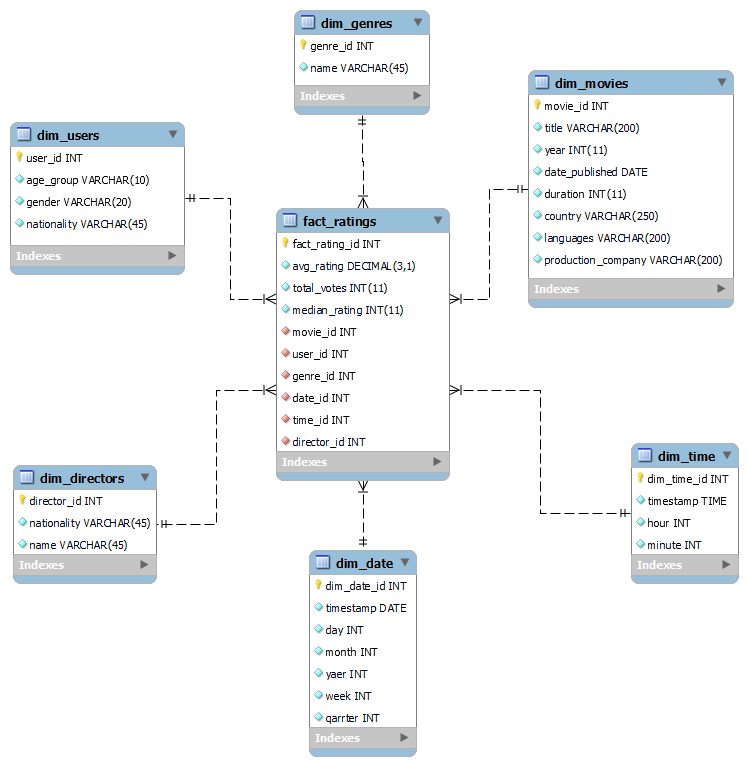 dim_genres
genre_id INT
name VARCHAR(45)
Indexes
dim_movies
movie_id INT
title VARCHAR(200)
year INT(11)
date_published DATE
duration INT(11)
country VARCHAR(250)
languages VARCHAR(200)
production_company VARCHAR(200)
Indexes
dim_users
user_id INT
age_group VARCHAR(10)
gender VARCHAR(20)
nationality VARCHAR(45)
Indexes
fact_ratings
fact_rating_id INT
avg_rating DECIMAL(3,1)
total_votes INT(11)
median_rating INT(11)
movie_id INT
user_id INT
genre_id INT
date_id INT
time_id INT
director_id INT
Indexes
dim_directors
director_id INT
nationality VARCHAR(45)
name VARCHAR(45)
Indexes
dim_time
dim_time_id INT
timestamp TIME
hour INT
minute INT
Indexes
dim_date
dim_date_id INT
timestamp DATE
day INT
month INT
yaer INT
week INT
qarrter INT
Indexes